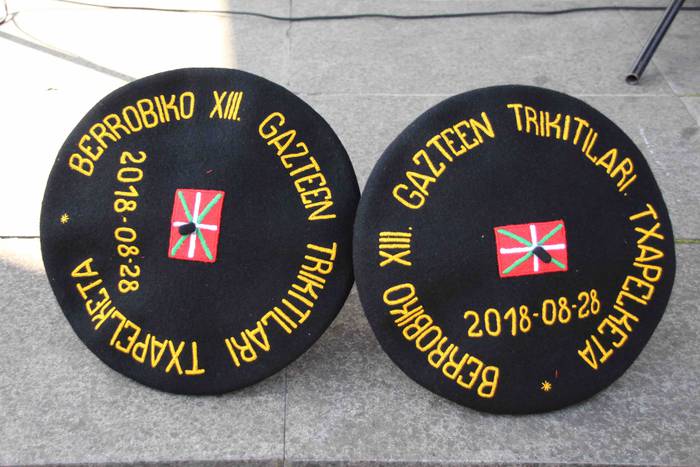 BERROBIKO XIII. GAZTEEN TRIKITILARI TXAPELKETA *
2018-08-28
BERROBIKO XIII. GAZTEEN TRIKITILARI. TXAPELKETA *
2018-08-28